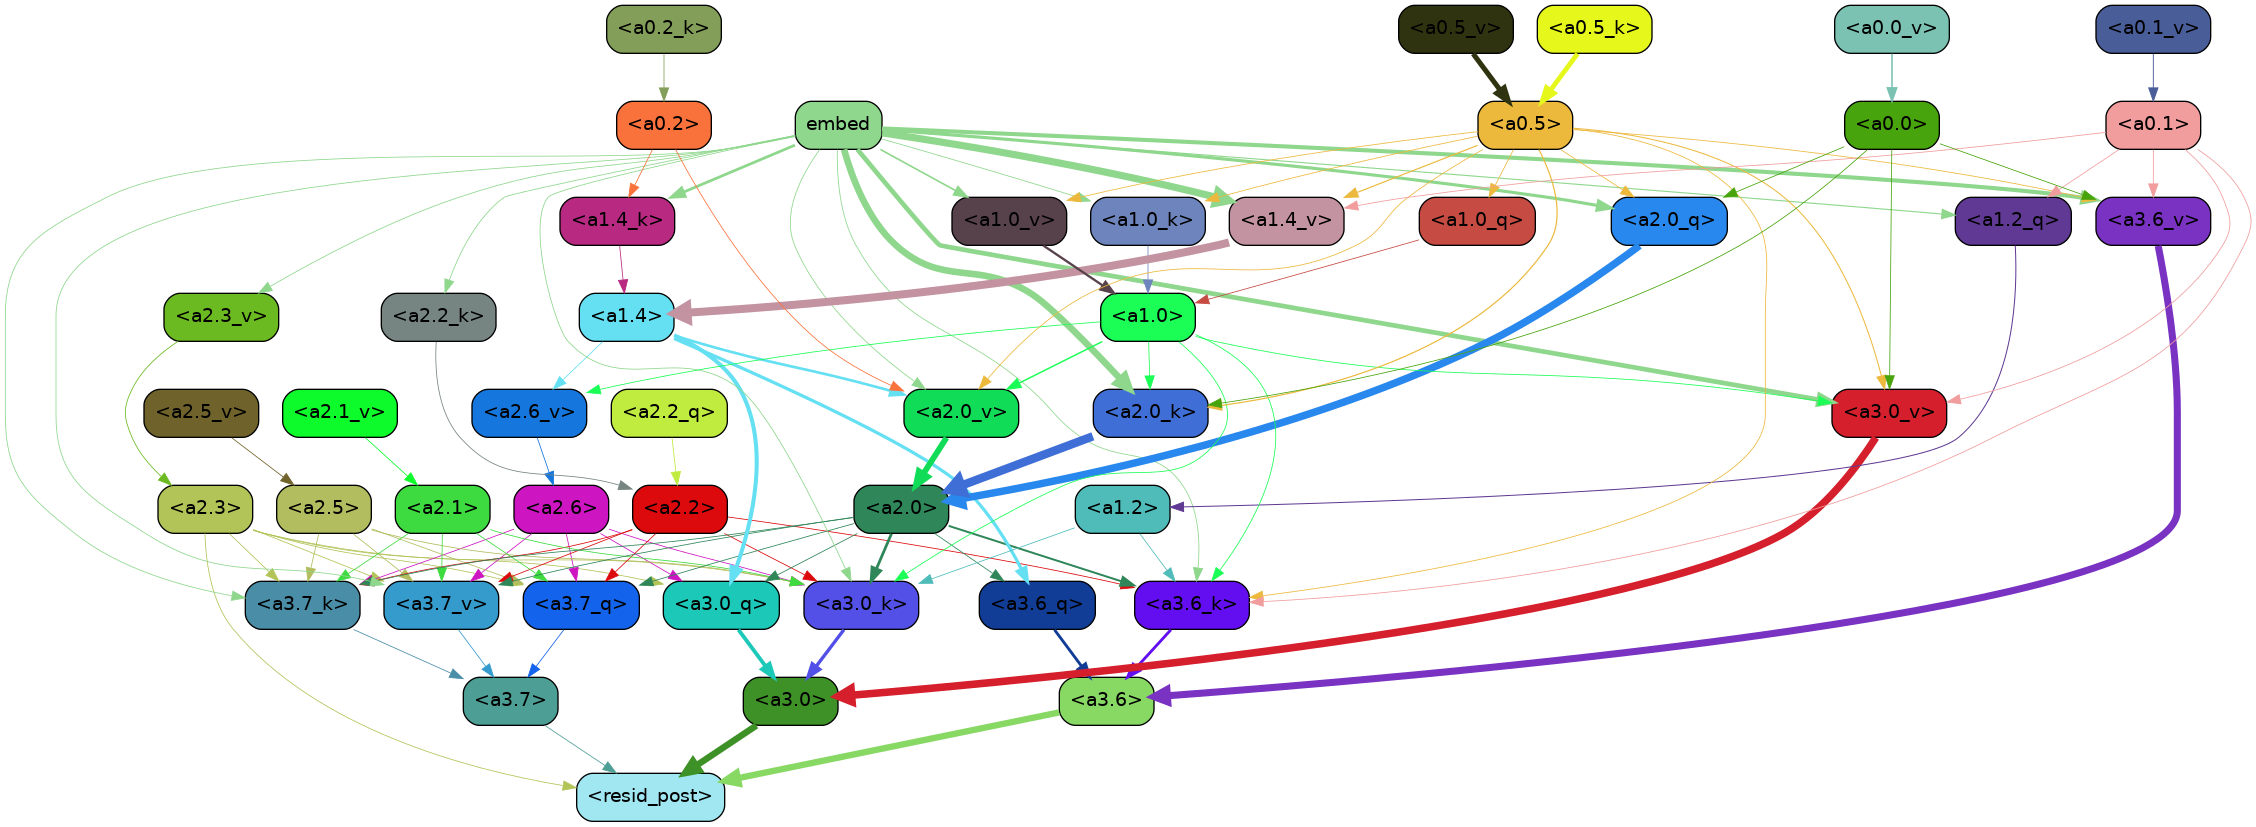 <a0.2_k> <a0.5_v> <a0.5_k> <a0.0_v> <a0.1_v>
<a0.2> embed <a0.5> <a0.0> <a0.1>
<a1.4_k> <a1.0_v> <a1.0_k> <a1.4_v> <a1.0_q> <a2.0_q> <a1.2_q> <a3.6_v>
<a2.3_v> <a2.2_k> <a1.4> <a1.0>
<a2.5_v> <a2.1_v> <a2.6_v> <a2.2_q> <a2.0_v> <a2.0_k> <a3.0_v>
<a2.3> <a2.5> <a2.1> <a2.6> <a2.2> <a2.0> <a1.2>
<a3.7_k> <a3.7_v> <a3.7_q> <a3.0_q> <a3.0_k> <a3.6_q> <a3.6_k>
<a3.7> <a3.0> <a3.6>
<resid_post>